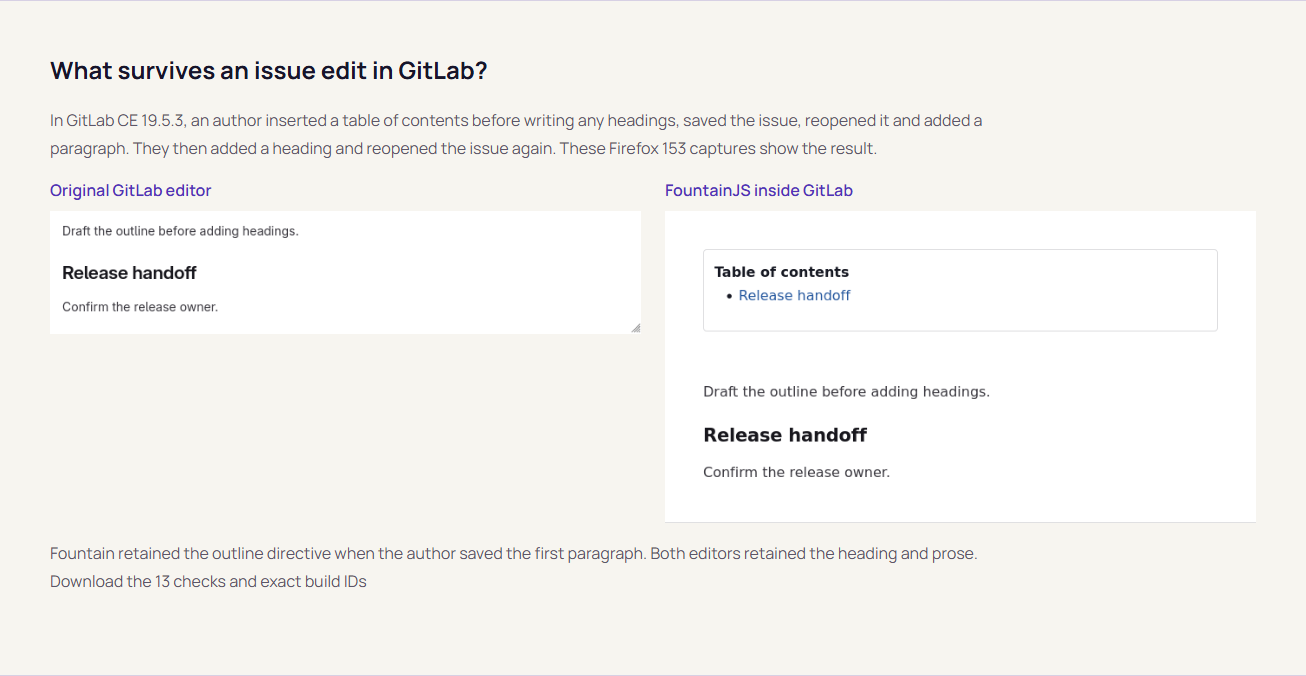 What survives an issue edit in GitLab?
In GitLab CE 19.5.3, an author inserted a table of contents before writing any headings, saved the issue, reopened it and added a
paragraph. They then added a heading and reopened the issue again. These Firefox 153 captures show the result.
Original GitLab editor
Draft the outline before adding headings.
Release handoff
Confirm the release owner.
FountainJS inside GitLab
Table of contents
• Release handoff
Draft the outline before adding headings.
Release handoff
Confirm the release owner.
Fountain retained the outline directive when the author saved the first paragraph. Both editors retained the heading and prose.
Download the 13 checks and exact build IDs